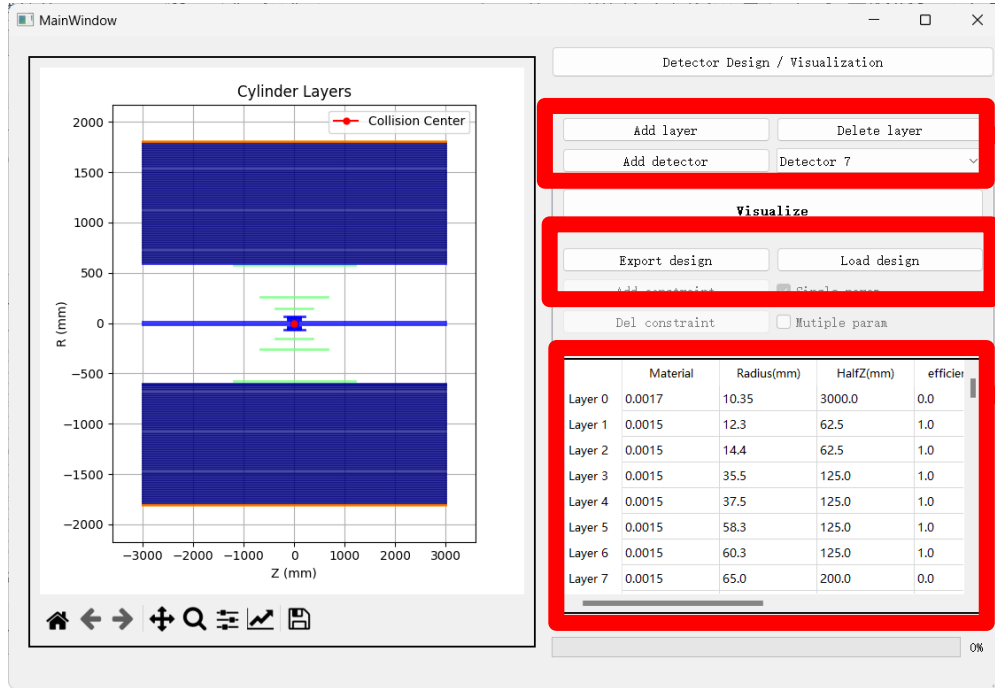 MainWindow
Detector Design / Visualization
Cylinder Layers
Collision Center
2000
1500
1000
500
0
−500
−1000
−1500
−2000
R (mm)
−3000 −2000 −1000 0 1000 2000 3000
Z (mm)
Add layer Delete layer
Add detector Detector 7
Visualize
Export design Load design
Add constraint Single param
Del constraint Mutiple param
Material Radius(mm) HalfZ(mm) efficien
Layer 0 0.0017 10.35 3000.0 0.0
Layer 1 0.0015 12.3 62.5 1.0
Layer 2 0.0015 14.4 62.5 1.0
Layer 3 0.0015 35.5 125.0 1.0
Layer 4 0.0015 37.5 125.0 1.0
Layer 5 0.0015 58.3 125.0 1.0
Layer 6 0.0015 60.3 125.0 1.0
Layer 7 0.0015 65.0 200.0 0.0
0%